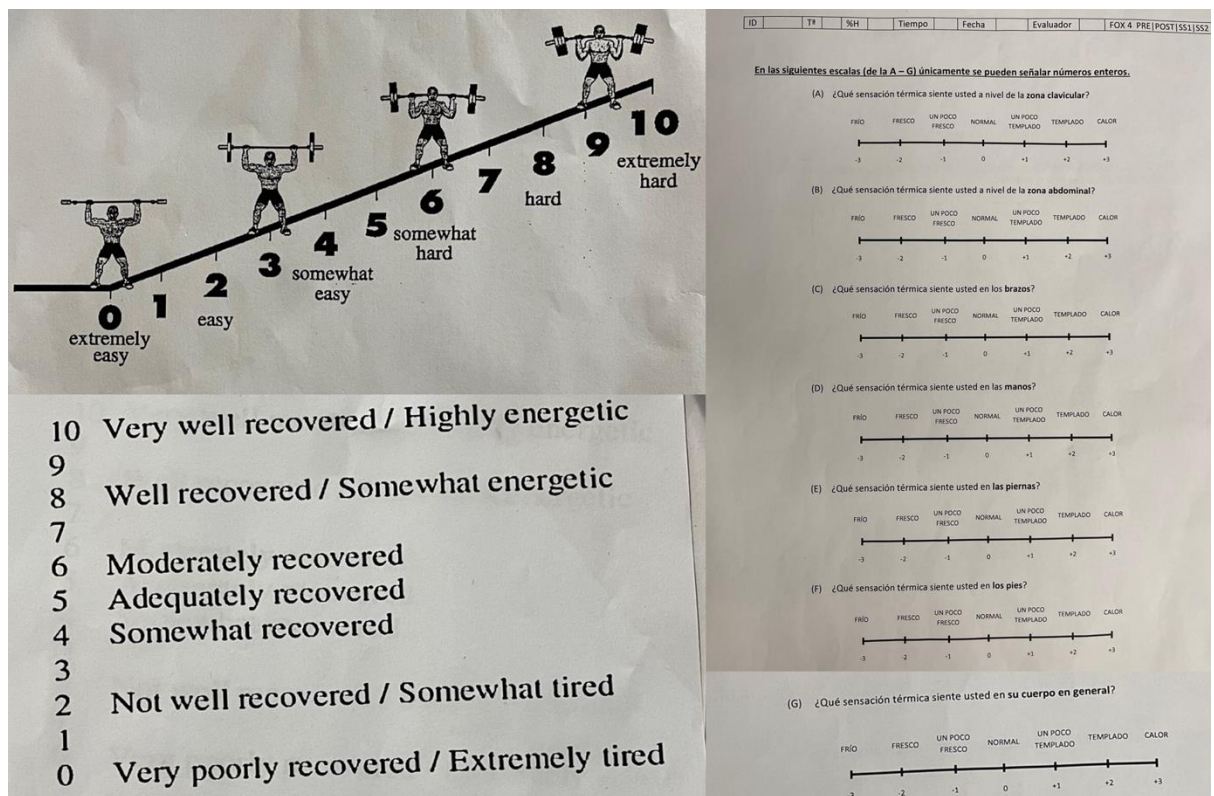 0
extremely
easy
1
2
easy
3
4
somewhat
easy
5
6
somewhat
hard
7
8
hard
9
10
extremely
hard
10 Very well recovered / Highly energetic
9
8 Well recovered / Somewhat energetic
7
6 Moderately recovered
5 Adequately recovered
4 Somewhat recovered
3
2 Not well recovered / Somewhat tired
1
0 Very poorly recovered / Extremely tired
ID Tª %H Tiempo Fecha Evaluador FOX 4 PRE|POST|SS1|SS2
En las siguientes escalas (de la A – G) únicamente se pueden señalar números enteros.
(A) ¿Qué sensación térmica siente usted a nivel de la zona clavicular?
FRÍO FRESCO UN POCO FRESCO NORMAL UN POCO TEMPLADO TEMPLADO CALOR
-3 -2 -1 0 +1 +2 +3
(B) ¿Qué sensación térmica siente usted a nivel de la zona abdominal?
FRÍO FRESCO UN POCO FRESCO NORMAL UN POCO TEMPLADO TEMPLADO CALOR
-3 -2 -1 0 +1 +2 +3
(C) ¿Qué sensación térmica siente usted en los brazos?
FRÍO FRESCO UN POCO FRESCO NORMAL UN POCO TEMPLADO TEMPLADO CALOR
-3 -2 -1 0 +1 +2 +3
(D) ¿Qué sensación térmica siente usted en las manos?
FRÍO FRESCO UN POCO FRESCO NORMAL UN POCO TEMPLADO TEMPLADO CALOR
-3 -2 -1 0 +1 +2 +3
(E) ¿Qué sensación térmica siente usted en las piernas?
FRÍO FRESCO UN POCO FRESCO NORMAL UN POCO TEMPLADO TEMPLADO CALOR
-3 -2 -1 0 +1 +2 +3
(F) ¿Qué sensación térmica siente usted en los pies?
FRÍO FRESCO UN POCO FRESCO NORMAL UN POCO TEMPLADO TEMPLADO CALOR
-3 -2 -1 0 +1 +2 +3
(G) ¿Qué sensación térmica siente usted en su cuerpo en general?
FRÍO FRESCO UN POCO FRESCO NORMAL UN POCO TEMPLADO TEMPLADO CALOR
-2 -1 0 +1 +2 +3